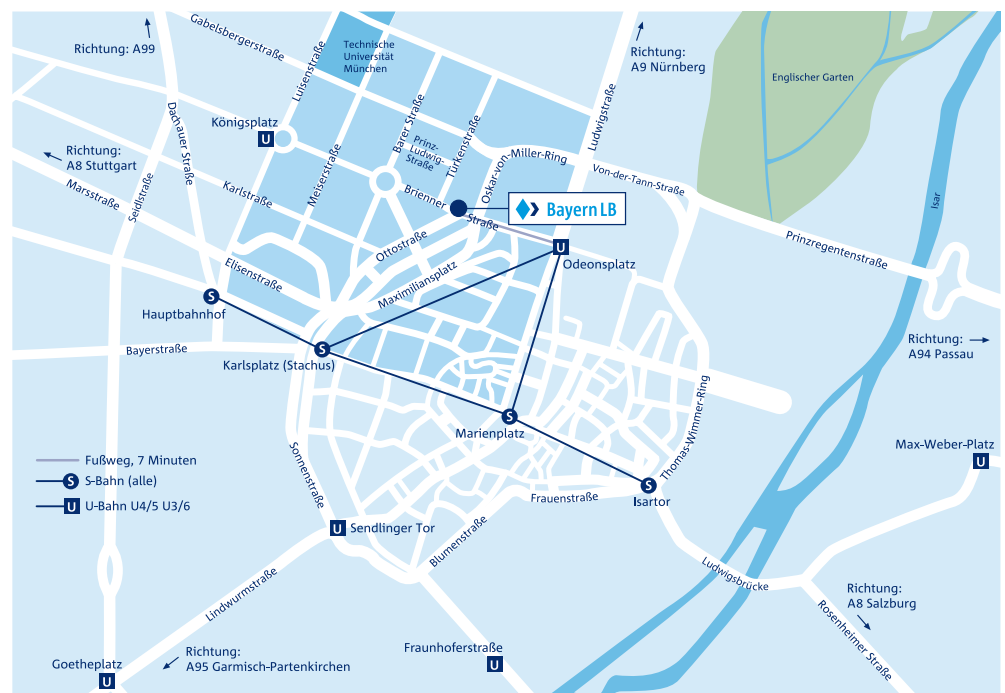 Gabelsbergerstraße
Richtung: A99
Luisenstraße
Technische
Universität
München
Richtung:
A9 Nürnberg
Englischer Garten
Dachauer Straße
Königsplatz
U
Barer Straße
Prinz-
Ludwig-
Straße
Türkenstraße
Ludwigstraße
Oskar-von-Miller-Ring
Von-der-Tann-Straße
Richtung:
A8 Stuttgart
Marsstraße
Seidlstraße
Karlstraße
Meiserstraße
Brienner
Straße
Bayern LB
Isar
Prinzregentenstraße
Ottostraße
Maximiliansplatz
U
Odeonsplatz
Elisenstraße
S
Hauptbahnhof
Bayerstraße
S
Karlsplatz (Stachus)
Richtung:
A94 Passau
S
Marienplatz
Thomas-Wimmer-Ring
Max-Weber-Platz
U
Fußweg, 7 Minuten
S S-Bahn (alle)
U U-Bahn U4/5 U3/6
Sonnenstraße
S
Isartor
Frauenstraße
U Sendlinger Tor
Blumenstraße
Ludwigsbrücke
Lindwurmstraße
Richtung:
A8 Salzburg
Rosenheimer Straße
Richtung:
A95 Garmisch-Partenkirchen
Fraunhoferstraße
U
Goetheplatz
U